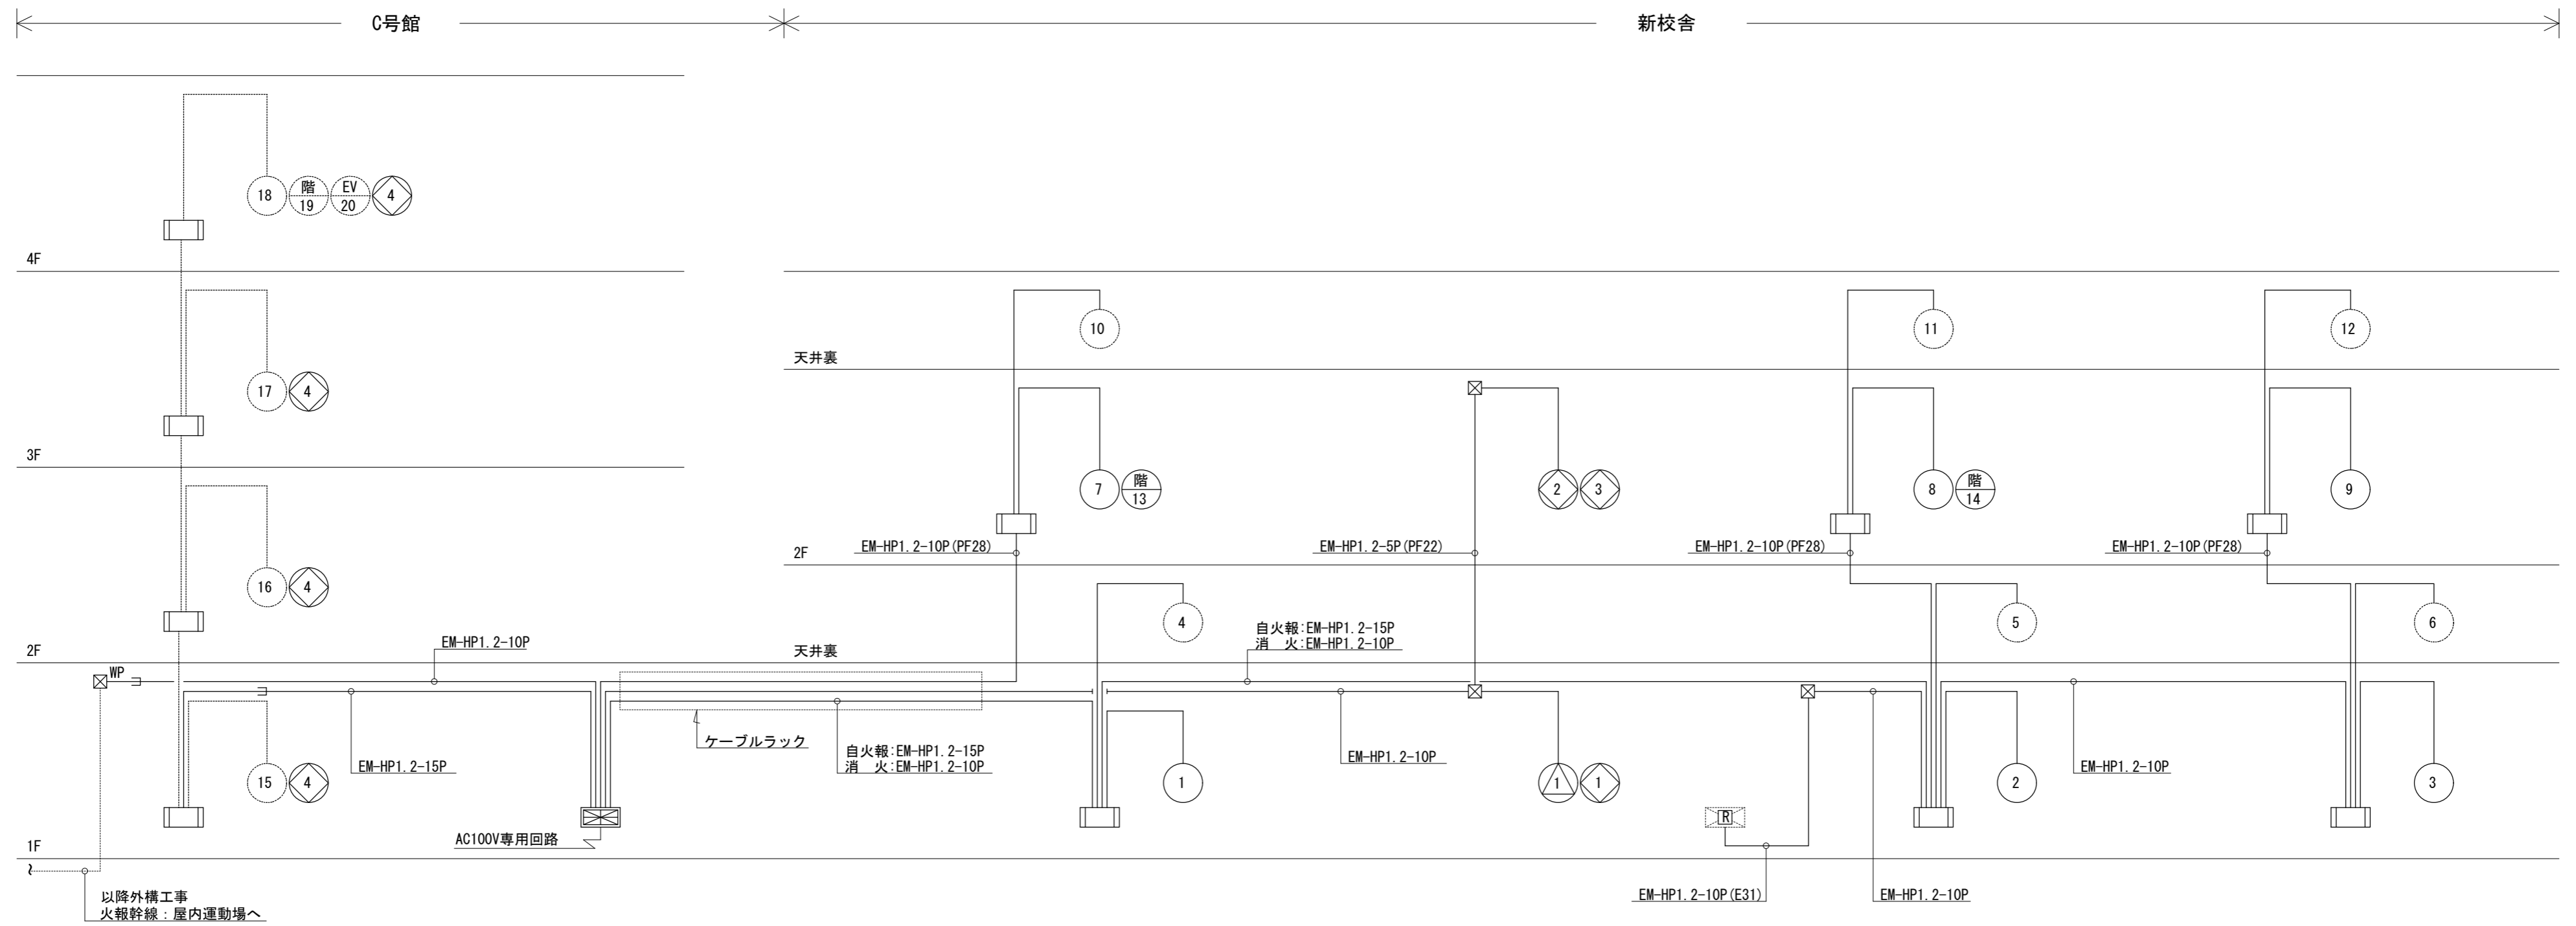 C号館
新校舎
18
階
19
EV
20
4
4F
10
11
12
天井裏
17
4
3F
7
階
13
2
3
8
階
14
9
2F
EM-HP1.2-10P(PF28)
EM-HP1.2-5P(PF22)
EM-HP1.2-10P(PF28)
EM-HP1.2-10P(PF28)
16
4
4
5
6
自火報:EM-HP1.2-15P
消　火:EM-HP1.2-10P
EM-HP1.2-10P
2F
天井裏
WP
ケーブルラック
自火報:EM-HP1.2-15P
消　火:EM-HP1.2-10P
EM-HP1.2-10P
EM-HP1.2-15P
EM-HP1.2-10P
15
4
1
1
1
2
3
R
AC100V専用回路
1F
以降外構工事
火報幹線：屋内運動場へ
EM-HP1.2-10P(E31)
EM-HP1.2-10P